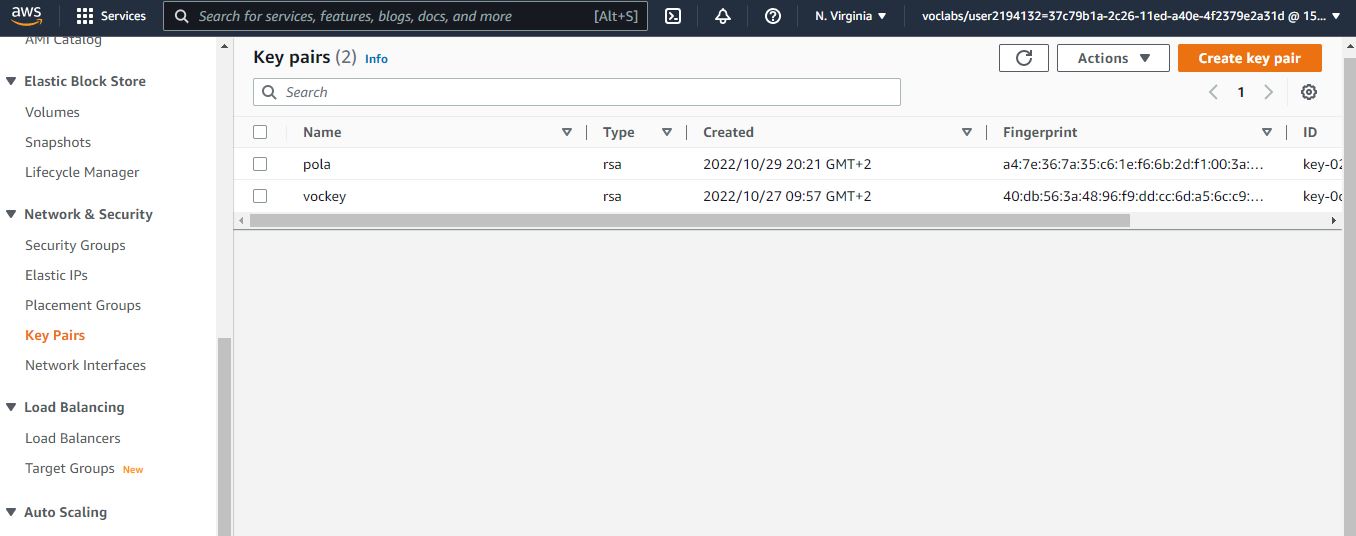 aws Services Search for services, features, blogs, docs, and more [Alt+S] N. Virginia voclabs/user2194132=37c79b1a-2c26-11ed-a40e-4f2379e2a31d @ 15...
AMI Catalog
Elastic Block Store
Volumes
Snapshots
Lifecycle Manager
Network & Security
Security Groups
Elastic IPs
Placement Groups
Key Pairs
Network Interfaces
Load Balancing
Load Balancers
Target Groups New
Auto Scaling
Key pairs (2) Info Actions Create key pair
Search 1
Name Type Created Fingerprint ID
pola rsa 2022/10/29 20:21 GMT+2 a4:7e:36:7a:35:c6:1e:f6:6b:2d:f1:00:3a:... key-02
vockey rsa 2022/10/27 09:57 GMT+2 40:db:56:3a:48:96:f9:dd:cc:6d:a5:6c:c9:... key-0c